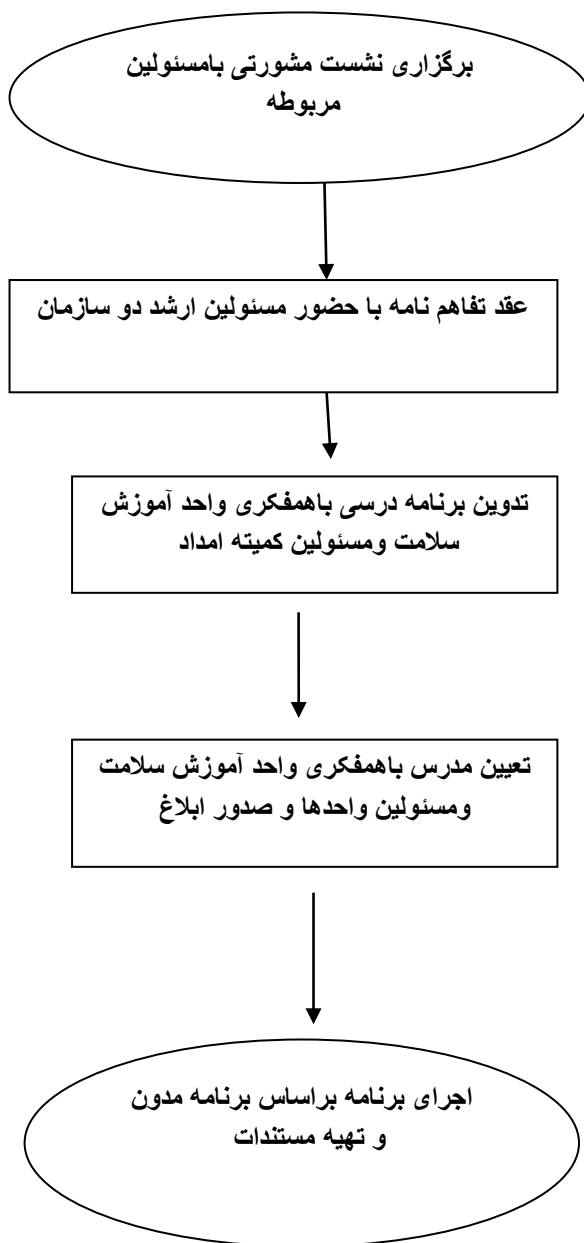 برگزاری نشست مشورتی بامسئولین
مربوطه
عقد تفاهم نامه با حضور مسئولین ارشد دو سازمان
تدوین برنامه درسی باهمفکری واحد آموزش
سلامت ومسئولین کمیته امداد
تعیین مدرس باهمفکری واحد آموزش سلامت
ومسئولین واحدها و صدور ابلاغ
اجرای برنامه براساس برنامه مدون
و تهیه مستندات